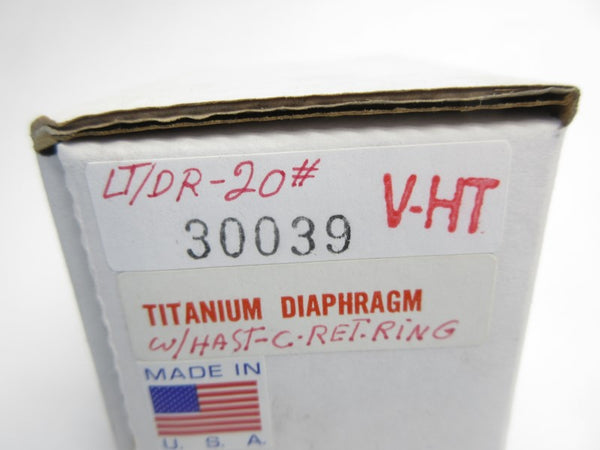 LT/DR-20#
V-HT
30039
TITANIUM DIAPHRAGM
W/HAST-C-RET.RING
MADE IN
U. S. A.